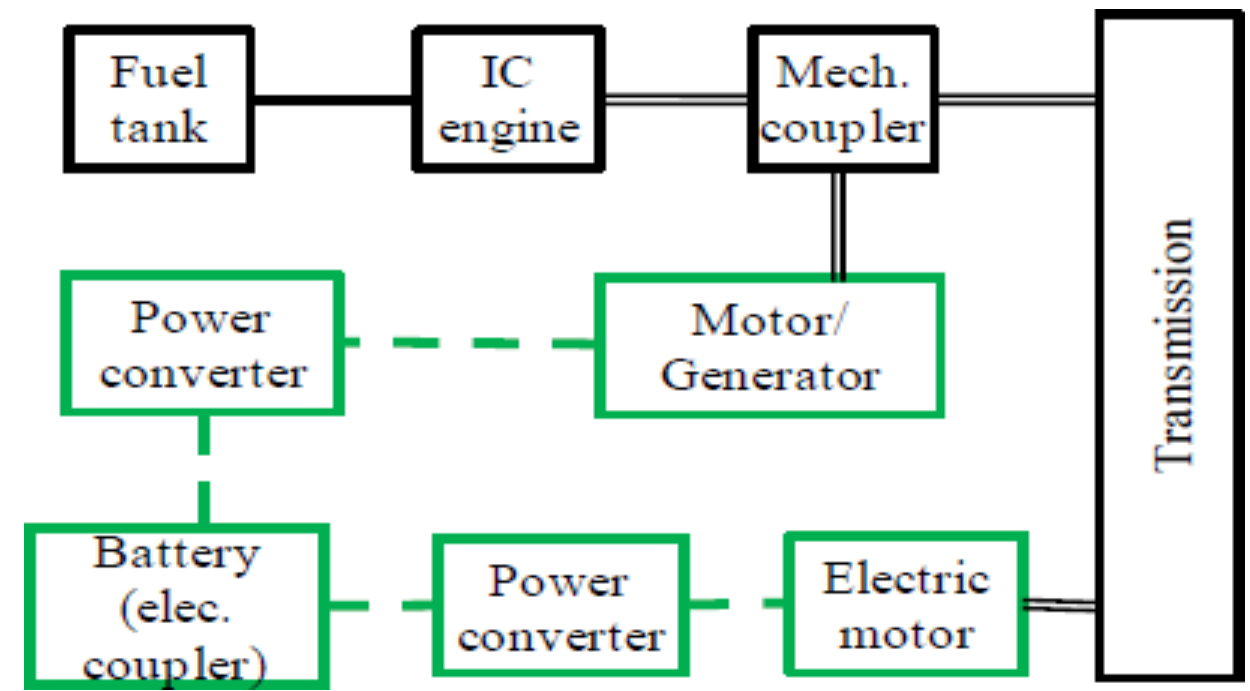 Fuel
tank
IC
engine
Mech.
coupler
Transmission
Power
converter
Motor/
Generator
Battery
(elec.
coupler)
Power
converter
Electric
motor